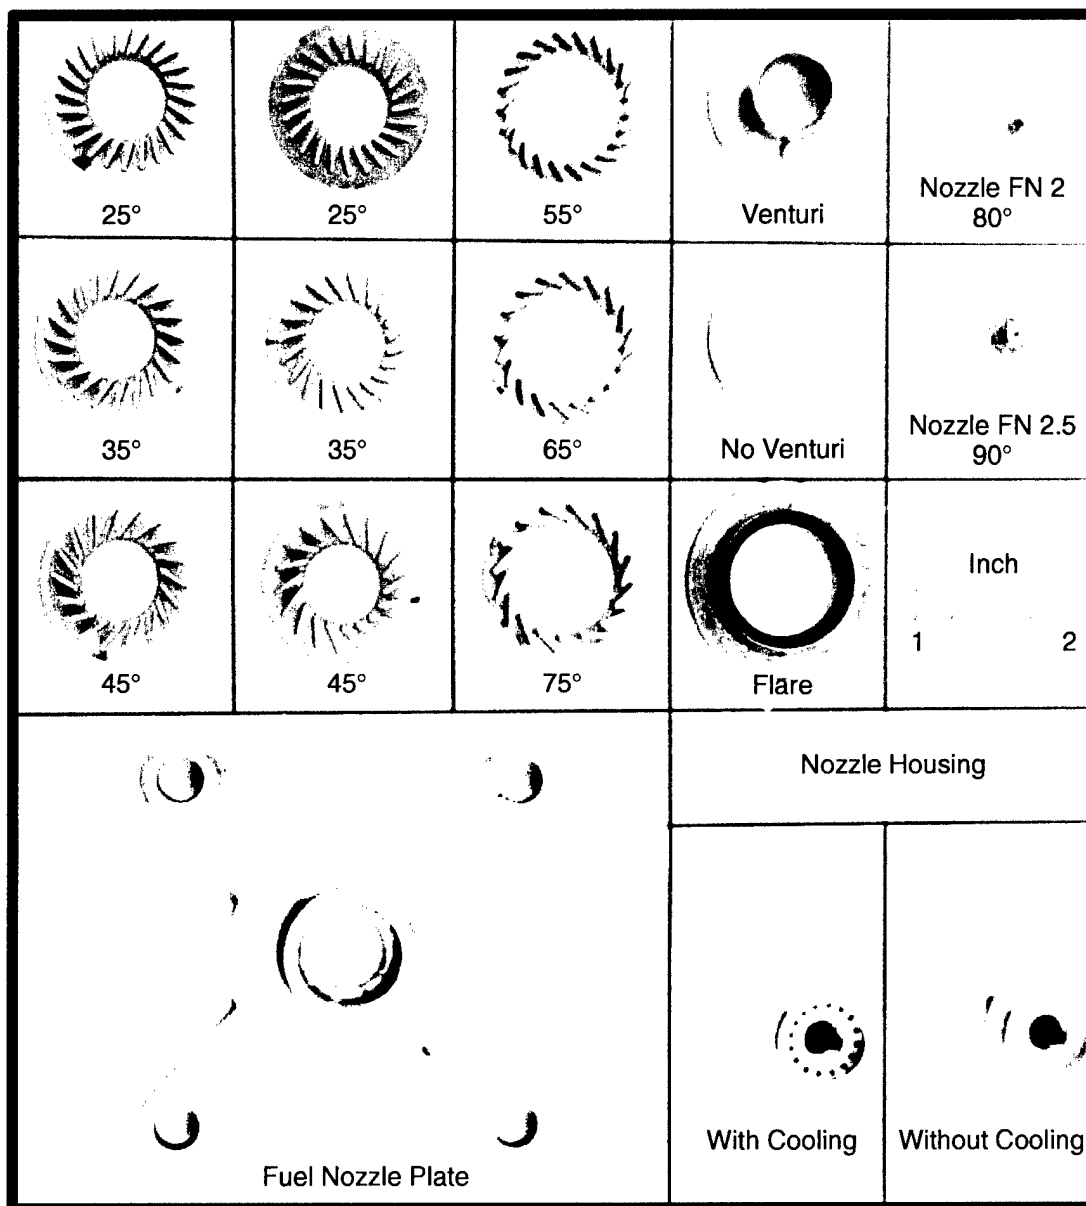 25°
25°
55°
Venturi
Nozzle FN 2
80°
35°
35°
65°
No Venturi
Nozzle FN 2.5
90°
45°
45°
75°
Flare
Inch
1 2
Nozzle Housing
With Cooling
Without Cooling
Fuel Nozzle Plate